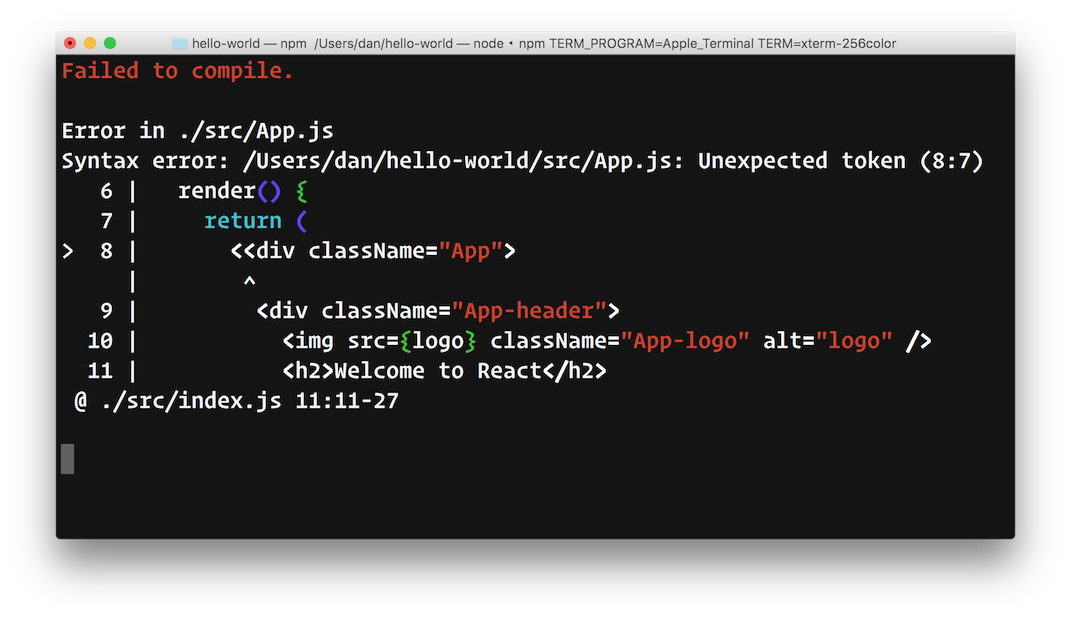 hello-world — npm /Users/dan/hello-world — node ◂ npm TERM_PROGRAM=Apple_Terminal TERM=xterm-256color
Failed to compile.
Error in ./src/App.js
Syntax error: /Users/dan/hello-world/src/App.js: Unexpected token (8:7)
   6 |   render() {
   7 |     return (
>  8 |       <<div className="App">
     |        ^
   9 |         <div className="App-header">
  10 |           <img src={logo} className="App-logo" alt="logo" />
  11 |           <h2>Welcome to React</h2>
 @ ./src/index.js 11:11-27